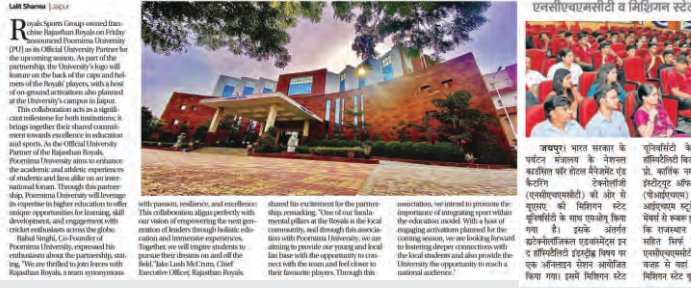 Lalit Sharma | Jaipur
Royals Sports Group-owned fran-
chise Rajasthan Royals on Friday
announced Poornima University
(PU) as its Official University Partner for
the upcoming season. As part of the
partnership, the University's logo will
feature on the back of the caps and hel-
mets of the Royals' players, with a host
of on-ground activations also planned
at the University's campus in Jaipur.
This collaboration acts as a signifi-
cant milestone for both institutions; it
brings together their shared commit-
ment towards excellence in education
and sports. As the Official University
Partner of the Rajasthan Royals,
Poornima University aims to enhance
the academic and athletic experiences
of students and fans alike on an inter-
national forum. Through this partner-
ship, Poornima University will leverage
its expertise in higher education to offer
unique opportunities for learning, skill
development, and engagement with
cricket enthusiasts across the globe.
Rahul Singhi, Co-Founder of
Poornima University, expressed his
enthusiasm about the partnership, stat-
ing, "We are thrilled to join forces with
Rajasthan Royals, a team synonymous
with passion, resilience, and excellence.
This collaboration aligns perfectly with
our vision of empowering the next gen-
eration of leaders through holistic edu-
cation and immersive experiences.
Together, we will inspire students to
pursue their dreams on and off the
field."Jake Lush McCrum, Chief
Executive Officer, Rajasthan Royals,
shared his excitement for the partner-
ship, remarking, "One of our funda-
mental pillars at the Royals is the local
community, and through this associa-
tion with Poornima University, we are
aiming to provide our young and local
fan base with the opportunity to con-
nect with the team and feel closer to
their favourite players. Through this
association, we intend to promote the
importance of integrating sport within
the education model. With a host of
engaging activations planned for the
coming season, we are looking forward
to fostering deeper connections with
the local students and also provide the
University the opportunity to reach a
national audience."
एनसीएचएमसीटी व मिशिगन स्टेट
जयपुर। भारत सरकार के
पर्यटन मंत्रालय के नेशनल
काउंसिल फॉर होटल मैनेजमेंट एंड
कैटरिंग टेक्नोलॉजी
(एनसीएचएमसीटी) की ओर से
यूएसए की मिशिगन स्टेट
यूनिवर्सिटी के साथ एमओयू किया
गया है। इसके अंतर्गत
टेक्नोलॉजिकल एडवांसमेंट्स इन
द हॉस्पिटैलिटी इंडस्ट्रीज विषय पर
एक ऑनलाइन सेशन आयोजित
किया गया। इसमें मिशिगन स्टेट
यूनिवर्सिटी के
हॉस्पिटैलिटी
प्रो. कार्तिक
इंस्टीट्यूट ऑफ
(पीआईएचएम)
आईएचएम
मेंबर्स से रूबरू
कि राजस्थान
सहित सिर्फ
एनसीएचएमसीटी
वजह से यहां
मिशिगन स्टेट